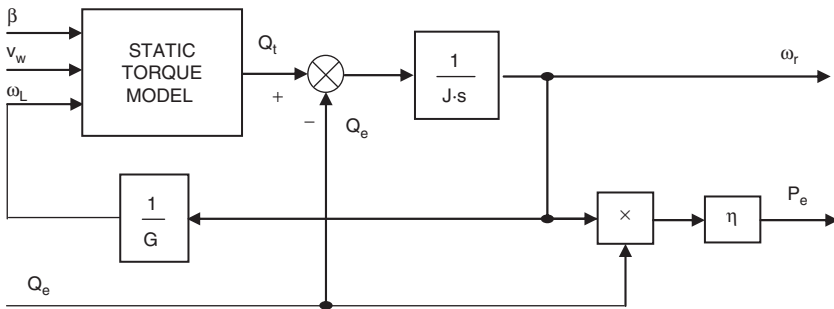 β
v_w
ω_L
STATIC
TORQUE
MODEL
Q_t
+
−
Q_e
1
J·s
ω_r
1
G
×
η
P_e
Q_e